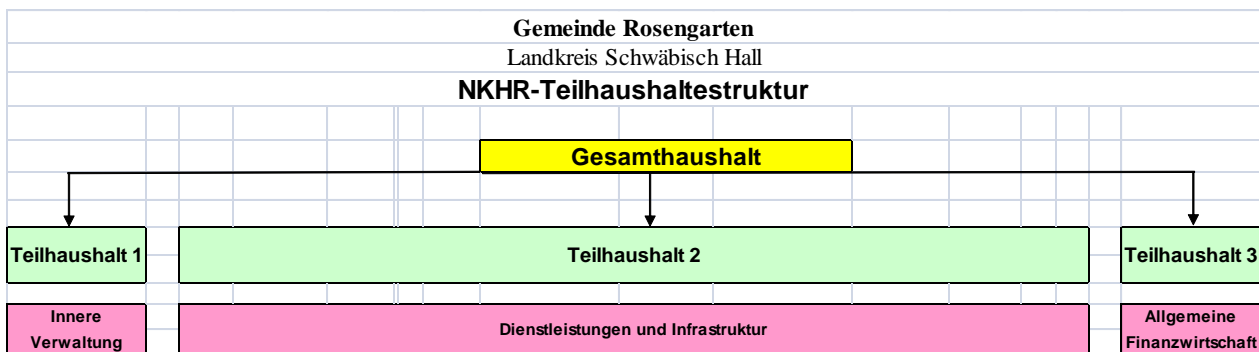 Gemeinde Rosengarten
Landkreis Schwäbisch Hall
NKHR-Teilhaushaltestruktur
Gesamthaushalt
Teilhaushalt 1
Teilhaushalt 2
Teilhaushalt 3
Innere
Verwaltung
Dienstleistungen und Infrastruktur
Allgemeine
Finanzwirtschaft